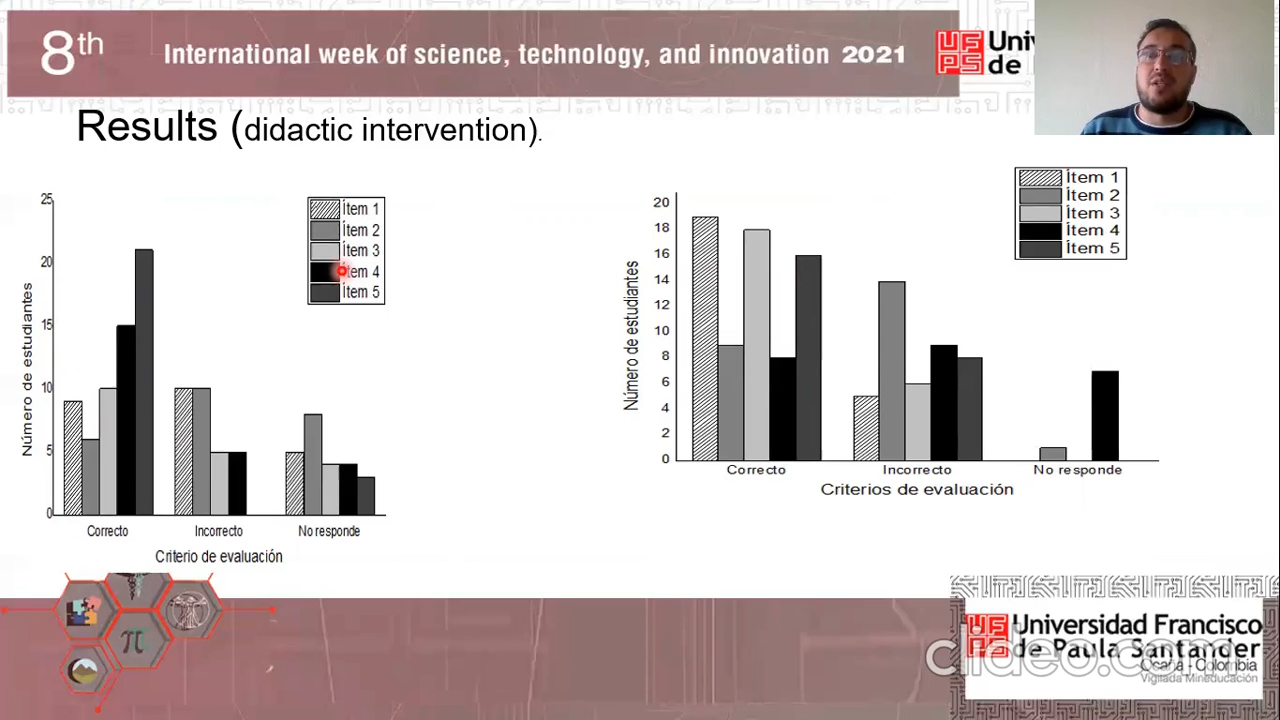 8th
International week of science, technology, and innovation 2021
UFPS
Univ
de
Results (didactic intervention).
25
20
15
10
5
0
Número de estudiantes
Ítem 1
Ítem 2
Ítem 3
Ítem 4
Ítem 5
Correcto
Incorrecto
No responde
Criterio de evaluación
20
18
16
14
12
10
8
6
4
2
0
Número de estudiantes
Ítem 1
Ítem 2
Ítem 3
Ítem 4
Ítem 5
Correcto
Incorrecto
No responde
Criterios de evaluación
π
UFPS
Universidad Francisco
de Paula Santander
Ocaña - Colombia
Vigilada Mineducación
clideo.com